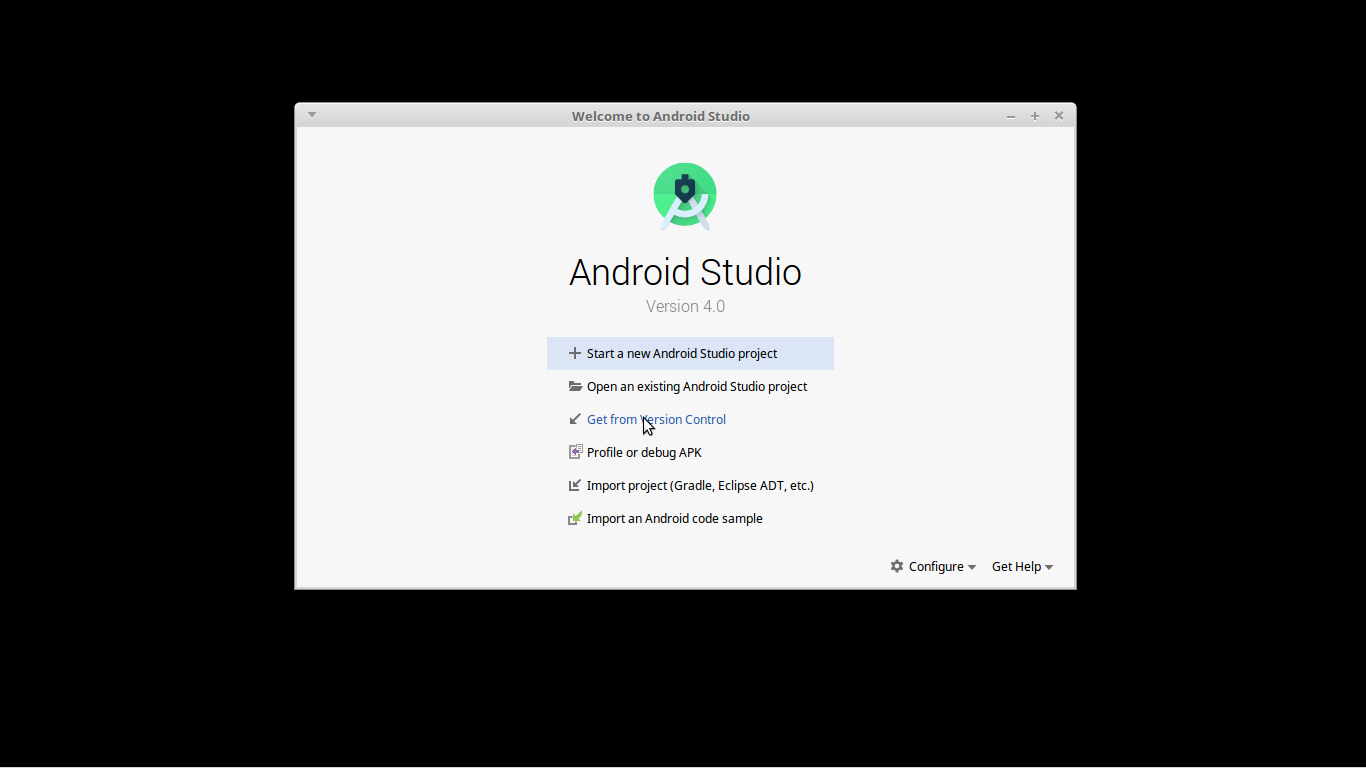 Welcome to Android Studio
Android Studio
Version 4.0
Start a new Android Studio project
Open an existing Android Studio project
Get from Version Control
Profile or debug APK
Import project (Gradle, Eclipse ADT, etc.)
Import an Android code sample
Configure Get Help